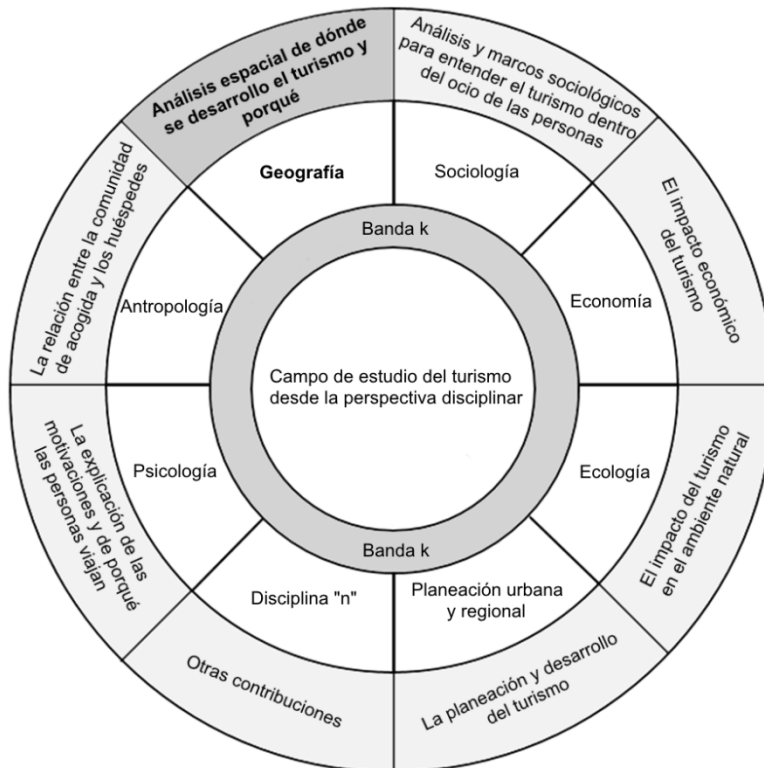 Análisis espacial de dónde
se desarrollo el turismo y
porqué
Análisis y marcos sociológicos
para entender el turismo dentro
del ocio de las personas
Geografía
Sociología
La relación entre la comunidad
de acogida y los huéspedes
El impacto económico
del turismo
Banda k
Antropología
Economía
Campo de estudio del turismo
desde la perspectiva disciplinar
Psicología
Ecología
La explicación de las
motivaciones y de porqué
las personas viajan
El impacto del turismo
en el ambiente natural
Banda k
Disciplina "n"
Planeación urbana
y regional
Otras contribuciones
La planeación y desarrollo
del turismo